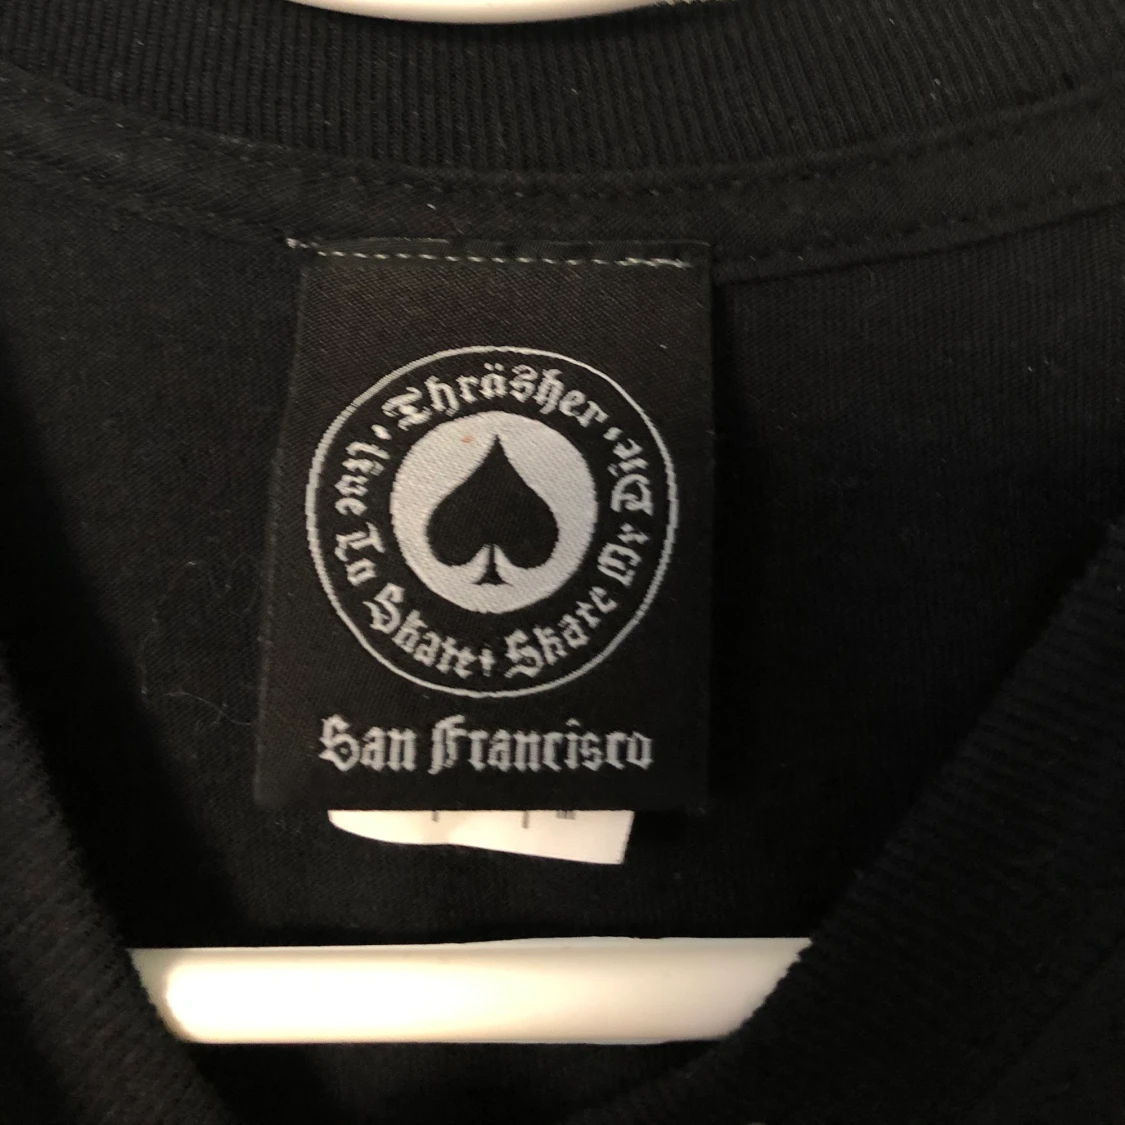 Thräsher
Live To Skate
Skate Or Die
San Francisco